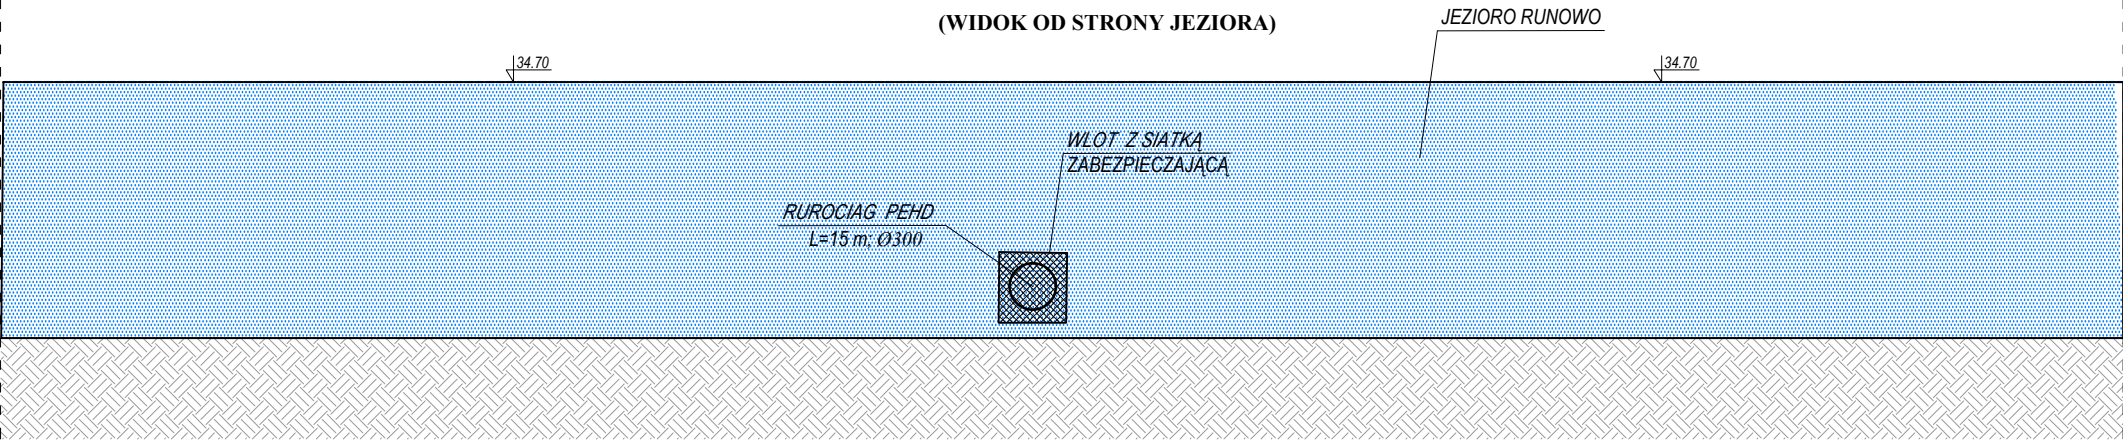 (WIDOK OD STRONY JEZIORA)
JEZIORO RUNOWO
34.70
34.70
WLOT Z SIATKĄ
ZABEZPIECZAJĄCĄ
RUROCIAG PEHD
L=15 m; Ø300